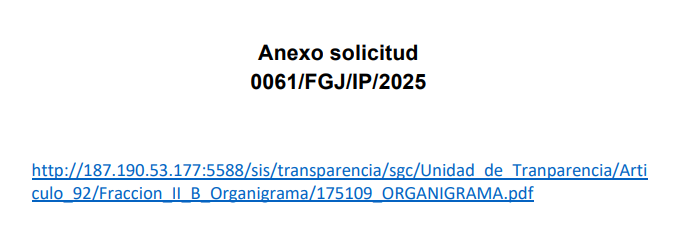 Anexo solicitud
0061/FGJ/IP/2025
http://187.190.53.177:5588/sis/transparencia/sgc/Unidad_de_Tranparencia/Arti
culo_92/Fraccion_II_B_Organigrama/175109_ORGANIGRAMA.pdf